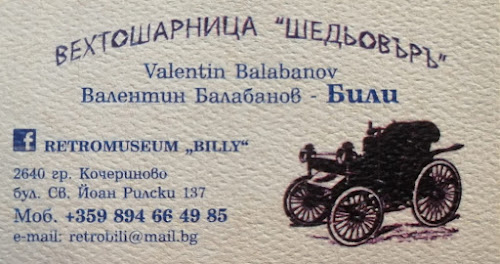 ВЕХТОШАРНИЦА "ШЕДЬОВЪРЪ"
Valentin Balabanov
Валентин Балабанов - Били
f RETROMUSEUM „BILLY“
2640 гр. Кочериново
бул. Св. Йоан Рилски 137
Моб. +359 894 66 49 85
e-mail: retrobili@mail.bg